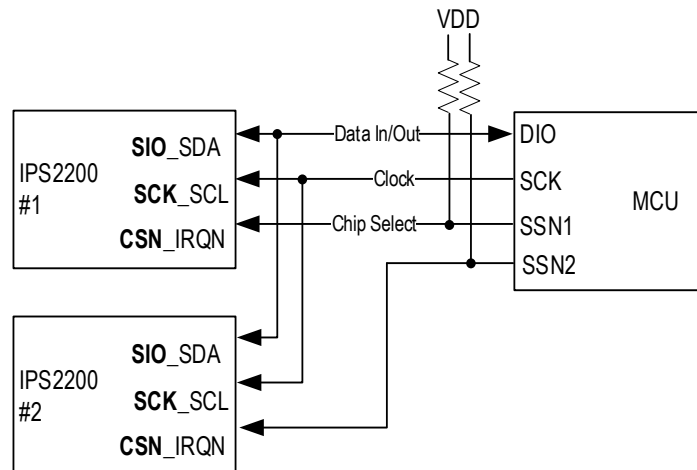 VDD
IPS2200
#1
SIO_SDA
SCK_SCL
CSN_IRQN
Data In/Out
Clock
Chip Select
DIO
SCK
SSN1
SSN2
MCU
IPS2200
#2
SIO_SDA
SCK_SCL
CSN_IRQN